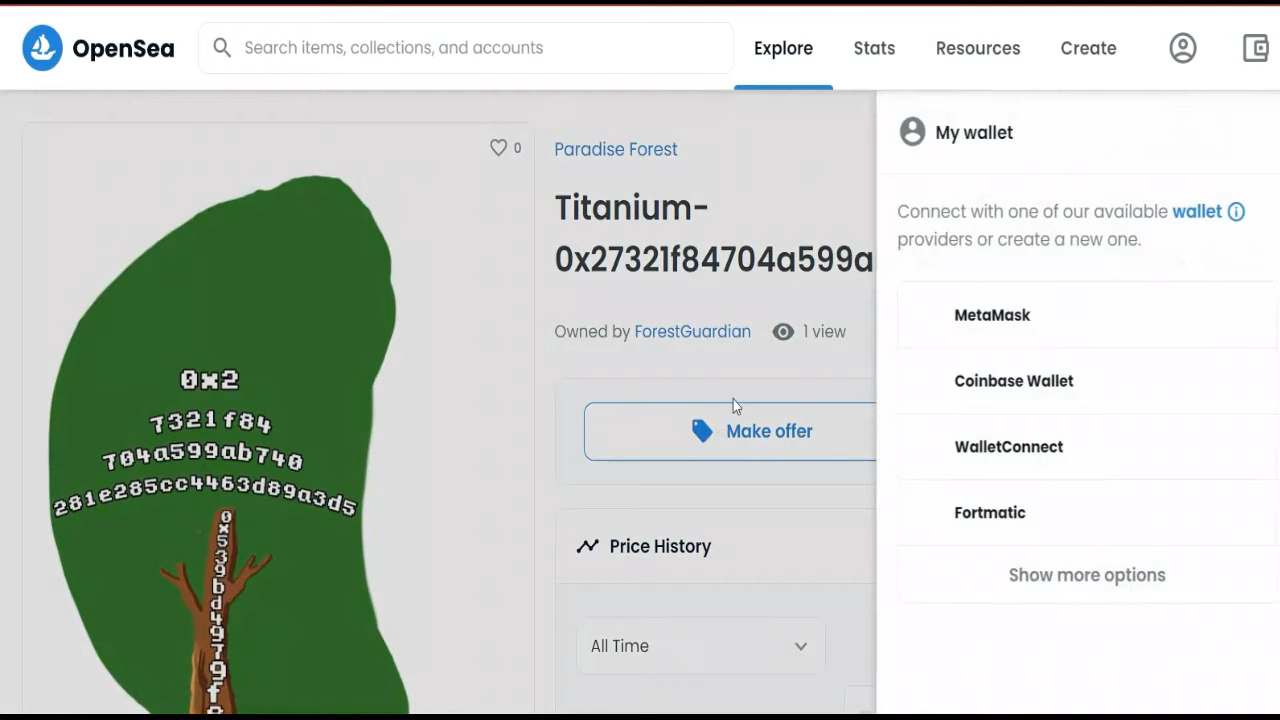 OpenSea
Search items, collections, and accounts
Explore
Stats
Resources
Create
0
Paradise Forest
Titanium-
0x27321f84704a599a
Owned by ForestGuardian
1 view
Make offer
Price History
All Time
0x2
7321f84
704a599ab740
281e285cc4463d89a3d5
0x539bd4979f
My wallet
Connect with one of our available wallet
providers or create a new one.
MetaMask
Coinbase Wallet
WalletConnect
Fortmatic
Show more options